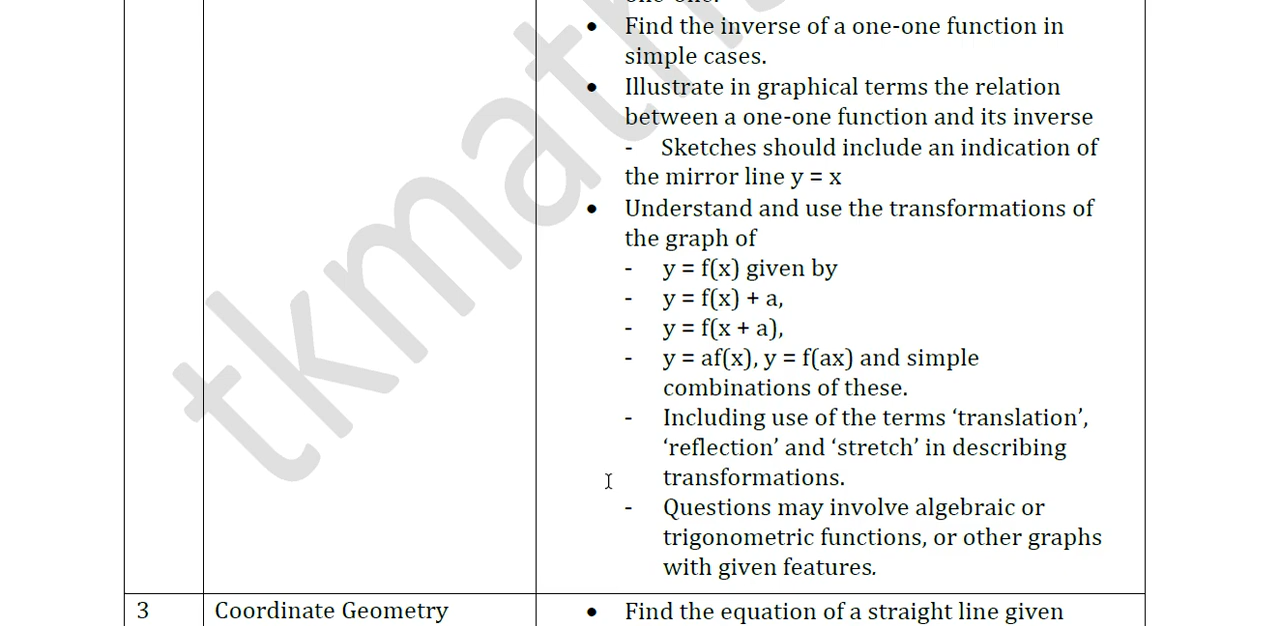 one-one.
• Find the inverse of a one-one function in
simple cases.
• Illustrate in graphical terms the relation
between a one-one function and its inverse
- Sketches should include an indication of
the mirror line y = x
• Understand and use the transformations of
the graph of
- y = f(x) given by
- y = f(x) + a,
- y = f(x + a),
- y = af(x), y = f(ax) and simple
combinations of these.
- Including use of the terms ‘translation’,
‘reflection’ and ‘stretch’ in describing
transformations.
- Questions may involve algebraic or
trigonometric functions, or other graphs
with given features.
3 Coordinate Geometry • Find the equation of a straight line given